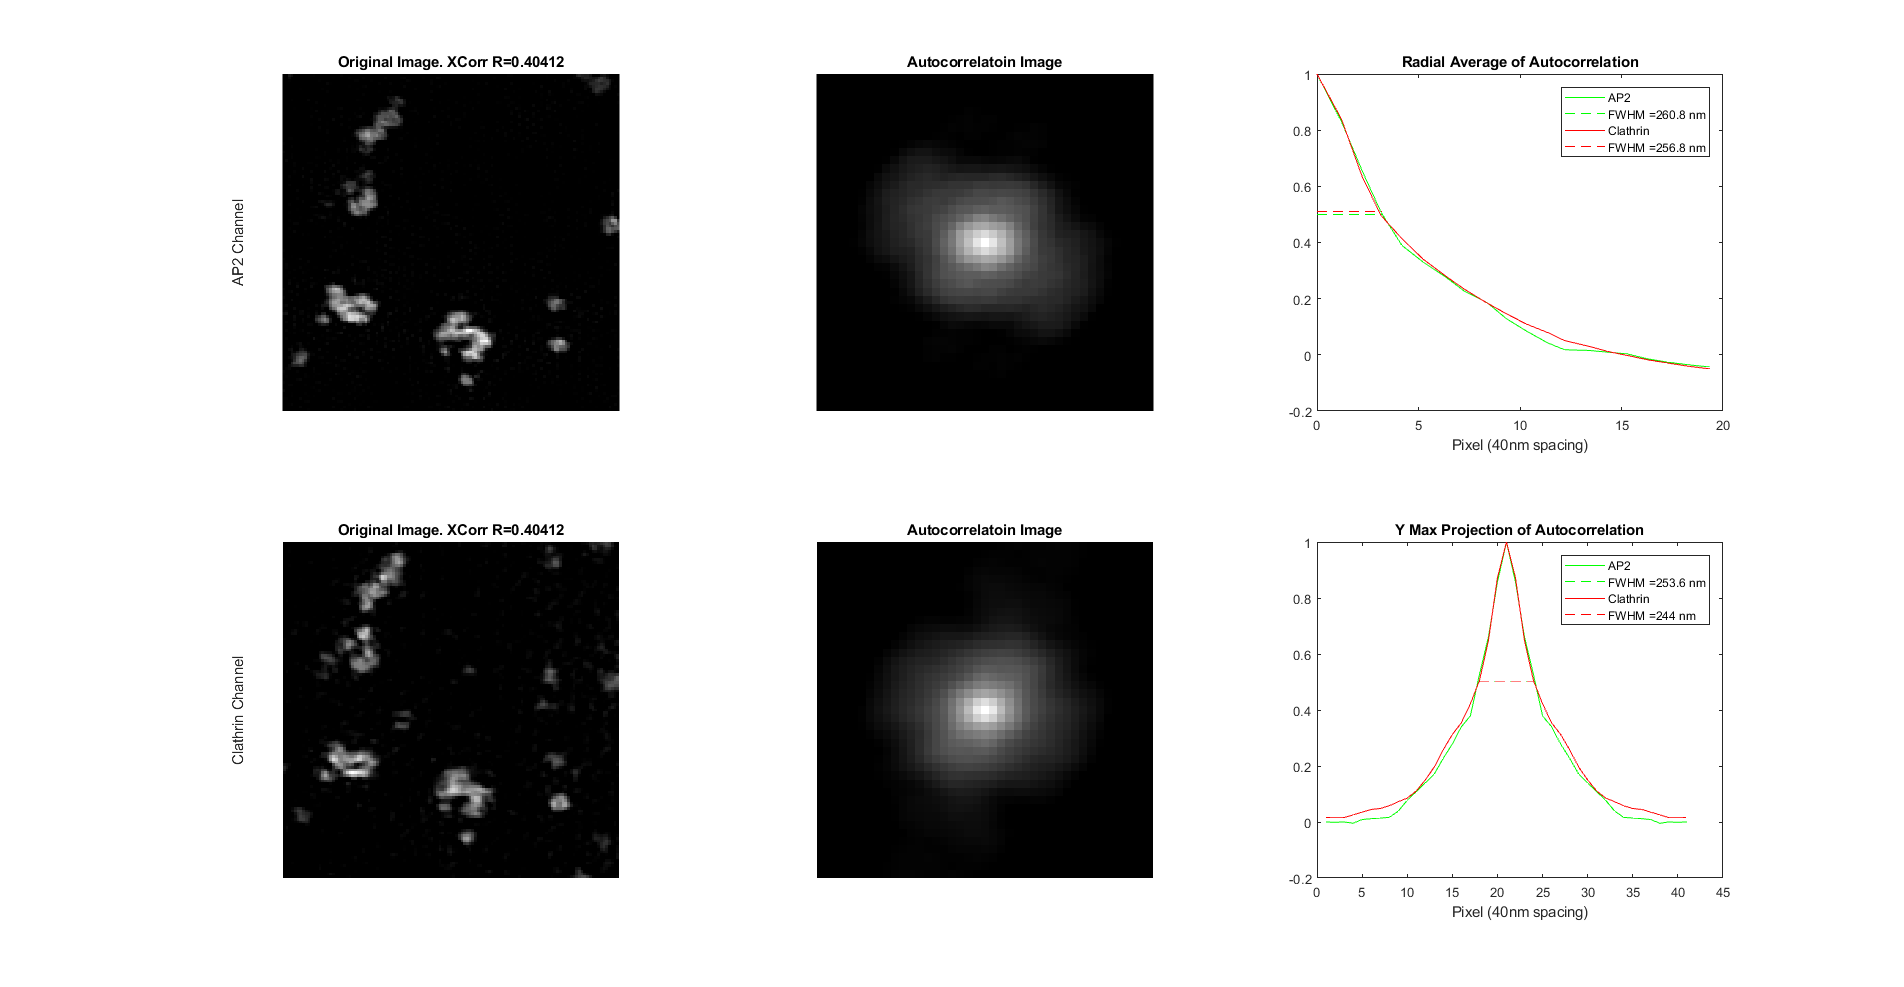 Original Image. XCorr R=0.40412
AP2 Channel
Autocorrelatoin Image
Radial Average of Autocorrelation
1
0.8
0.6
0.4
0.2
0
-0.2
0 5 10 15 20
Pixel (40nm spacing)
AP2
FWHM =260.8 nm
Clathrin
FWHM =256.8 nm
Original Image. XCorr R=0.40412
Clathrin Channel
Autocorrelatoin Image
Y Max Projection of Autocorrelation
1
0.8
0.6
0.4
0.2
0
-0.2
0 5 10 15 20 25 30 35 40 45
Pixel (40nm spacing)
AP2
FWHM =253.6 nm
Clathrin
FWHM =244 nm